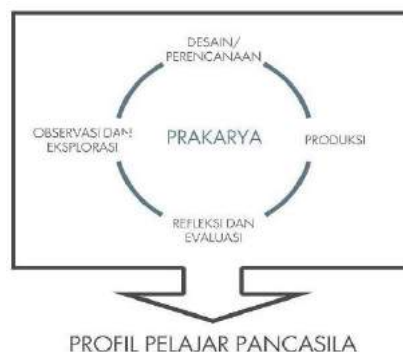 DESAIN/
PERENCANAAN
OBSERVASI DAN
EKSPLORASI
PRAKARYA
PRODUKSI
REFLEKSI DAN
EVALUASI
PROFIL PELAJAR PANCASILA